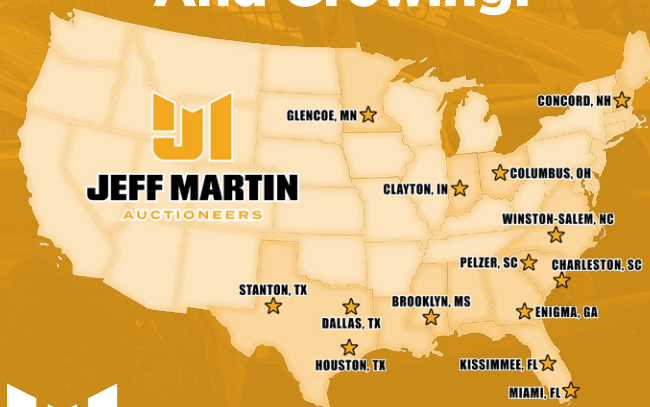 And Growing!
GLENCOE, MN
CONCORD, NH
JEFF MARTIN
AUCTIONEERS
CLAYTON, IN
COLUMBUS, OH
WINSTON-SALEM, NC
PELZER, SC
CHARLESTON, SC
STANTON, TX
DALLAS, TX
BROOKLYN, MS
ENIGMA, GA
HOUSTON, TX
KISSIMMEE, FL
MIAMI, FL